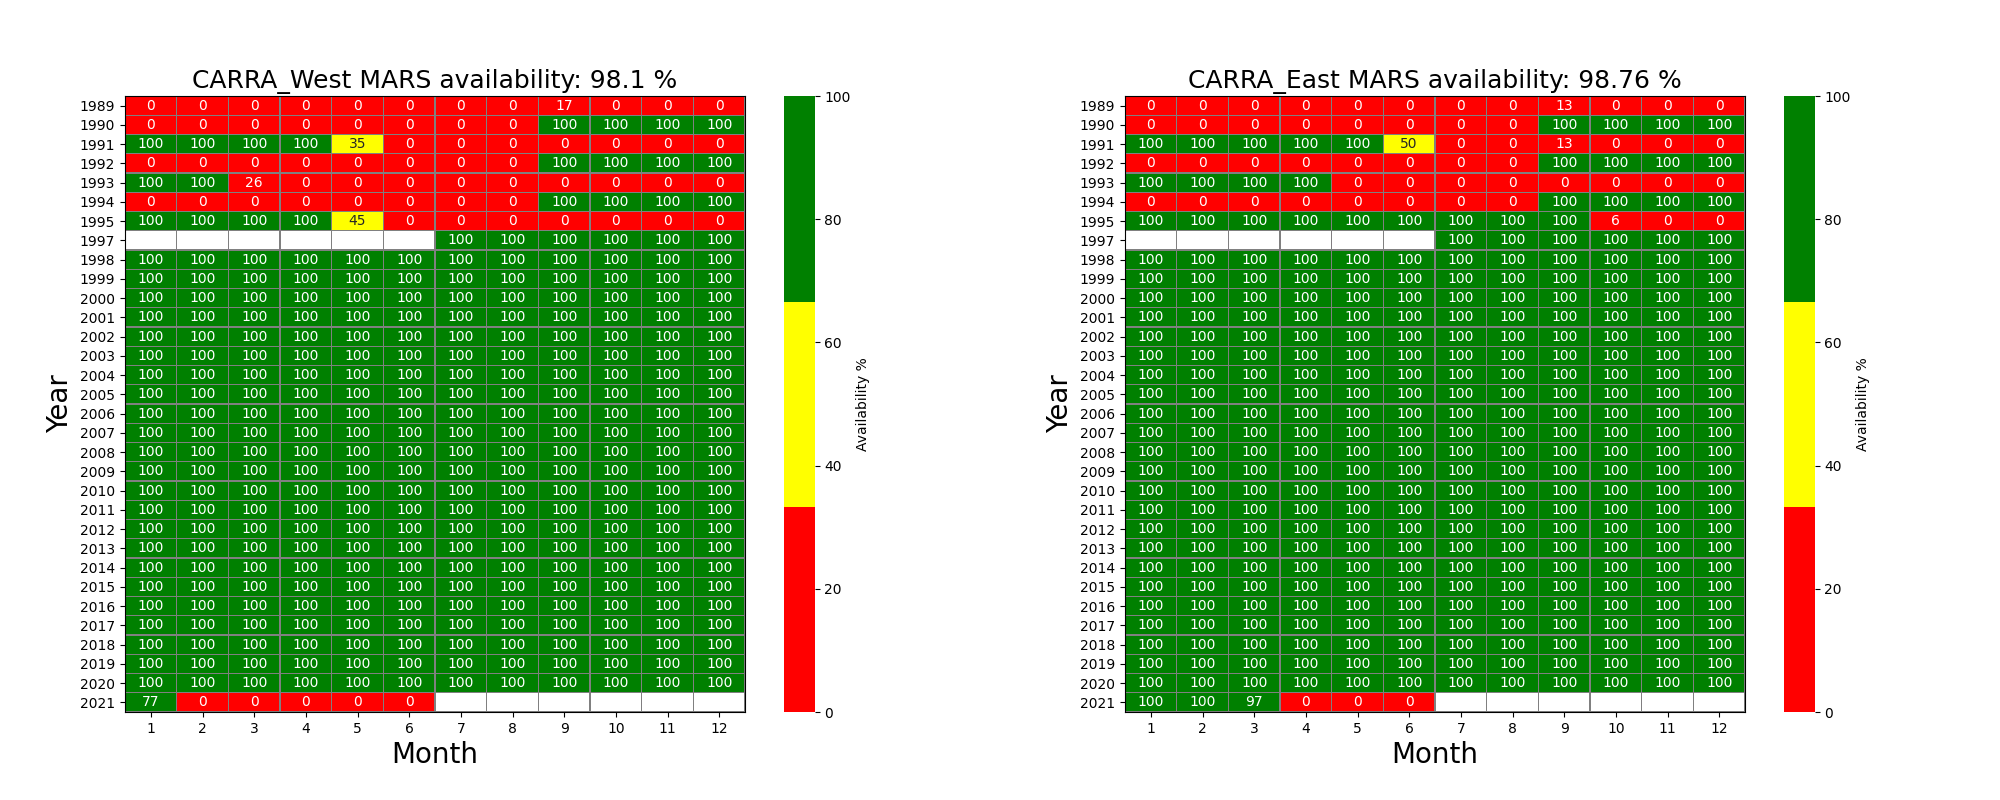 CARRA_West MARS availability: 98.1 %
1989 0 0 0 0 0 0 0 0 17 0 0 0
1990 0 0 0 0 0 0 0 0 100 100 100 100
1991 100 100 100 100 35 0 0 0 0 0 0 0
1992 0 0 0 0 0 0 0 0 100 100 100 100
1993 100 100 26 0 0 0 0 0 0 0 0 0
1994 0 0 0 0 0 0 0 0 100 100 100 100
1995 100 100 100 100 45 0 0 0 0 0 0 0
1997 100 100 100 100 100 100
1998 100 100 100 100 100 100 100 100 100 100 100 100
1999 100 100 100 100 100 100 100 100 100 100 100 100
2000 100 100 100 100 100 100 100 100 100 100 100 100
2001 100 100 100 100 100 100 100 100 100 100 100 100
2002 100 100 100 100 100 100 100 100 100 100 100 100
2003 100 100 100 100 100 100 100 100 100 100 100 100
2004 100 100 100 100 100 100 100 100 100 100 100 100
2005 100 100 100 100 100 100 100 100 100 100 100 100
2006 100 100 100 100 100 100 100 100 100 100 100 100
2007 100 100 100 100 100 100 100 100 100 100 100 100
2008 100 100 100 100 100 100 100 100 100 100 100 100
2009 100 100 100 100 100 100 100 100 100 100 100 100
2010 100 100 100 100 100 100 100 100 100 100 100 100
2011 100 100 100 100 100 100 100 100 100 100 100 100
2012 100 100 100 100 100 100 100 100 100 100 100 100
2013 100 100 100 100 100 100 100 100 100 100 100 100
2014 100 100 100 100 100 100 100 100 100 100 100 100
2015 100 100 100 100 100 100 100 100 100 100 100 100
2016 100 100 100 100 100 100 100 100 100 100 100 100
2017 100 100 100 100 100 100 100 100 100 100 100 100
2018 100 100 100 100 100 100 100 100 100 100 100 100
2019 100 100 100 100 100 100 100 100 100 100 100 100
2020 100 100 100 100 100 100 100 100 100 100 100 100
2021 77 0 0 0 0 0
1 2 3 4 5 6 7 8 9 10 11 12
Month
Year
100
80
60
40
20
0
Availability %
CARRA_East MARS availability: 98.76 %
1989 0 0 0 0 0 0 0 0 13 0 0 0
1990 0 0 0 0 0 0 0 0 100 100 100 100
1991 100 100 100 100 100 50 0 0 13 0 0 0
1992 0 0 0 0 0 0 0 0 100 100 100 100
1993 100 100 100 100 0 0 0 0 0 0 0 0
1994 0 0 0 0 0 0 0 0 100 100 100 100
1995 100 100 100 100 100 100 100 100 100 6 0 0
1997 100 100 100 100 100 100
1998 100 100 100 100 100 100 100 100 100 100 100 100
1999 100 100 100 100 100 100 100 100 100 100 100 100
2000 100 100 100 100 100 100 100 100 100 100 100 100
2001 100 100 100 100 100 100 100 100 100 100 100 100
2002 100 100 100 100 100 100 100 100 100 100 100 100
2003 100 100 100 100 100 100 100 100 100 100 100 100
2004 100 100 100 100 100 100 100 100 100 100 100 100
2005 100 100 100 100 100 100 100 100 100 100 100 100
2006 100 100 100 100 100 100 100 100 100 100 100 100
2007 100 100 100 100 100 100 100 100 100 100 100 100
2008 100 100 100 100 100 100 100 100 100 100 100 100
2009 100 100 100 100 100 100 100 100 100 100 100 100
2010 100 100 100 100 100 100 100 100 100 100 100 100
2011 100 100 100 100 100 100 100 100 100 100 100 100
2012 100 100 100 100 100 100 100 100 100 100 100 100
2013 100 100 100 100 100 100 100 100 100 100 100 100
2014 100 100 100 100 100 100 100 100 100 100 100 100
2015 100 100 100 100 100 100 100 100 100 100 100 100
2016 100 100 100 100 100 100 100 100 100 100 100 100
2017 100 100 100 100 100 100 100 100 100 100 100 100
2018 100 100 100 100 100 100 100 100 100 100 100 100
2019 100 100 100 100 100 100 100 100 100 100 100 100
2020 100 100 100 100 100 100 100 100 100 100 100 100
2021 100 100 97 0 0 0
1 2 3 4 5 6 7 8 9 10 11 12
Month
Year
100
80
60
40
20
0
Availability %